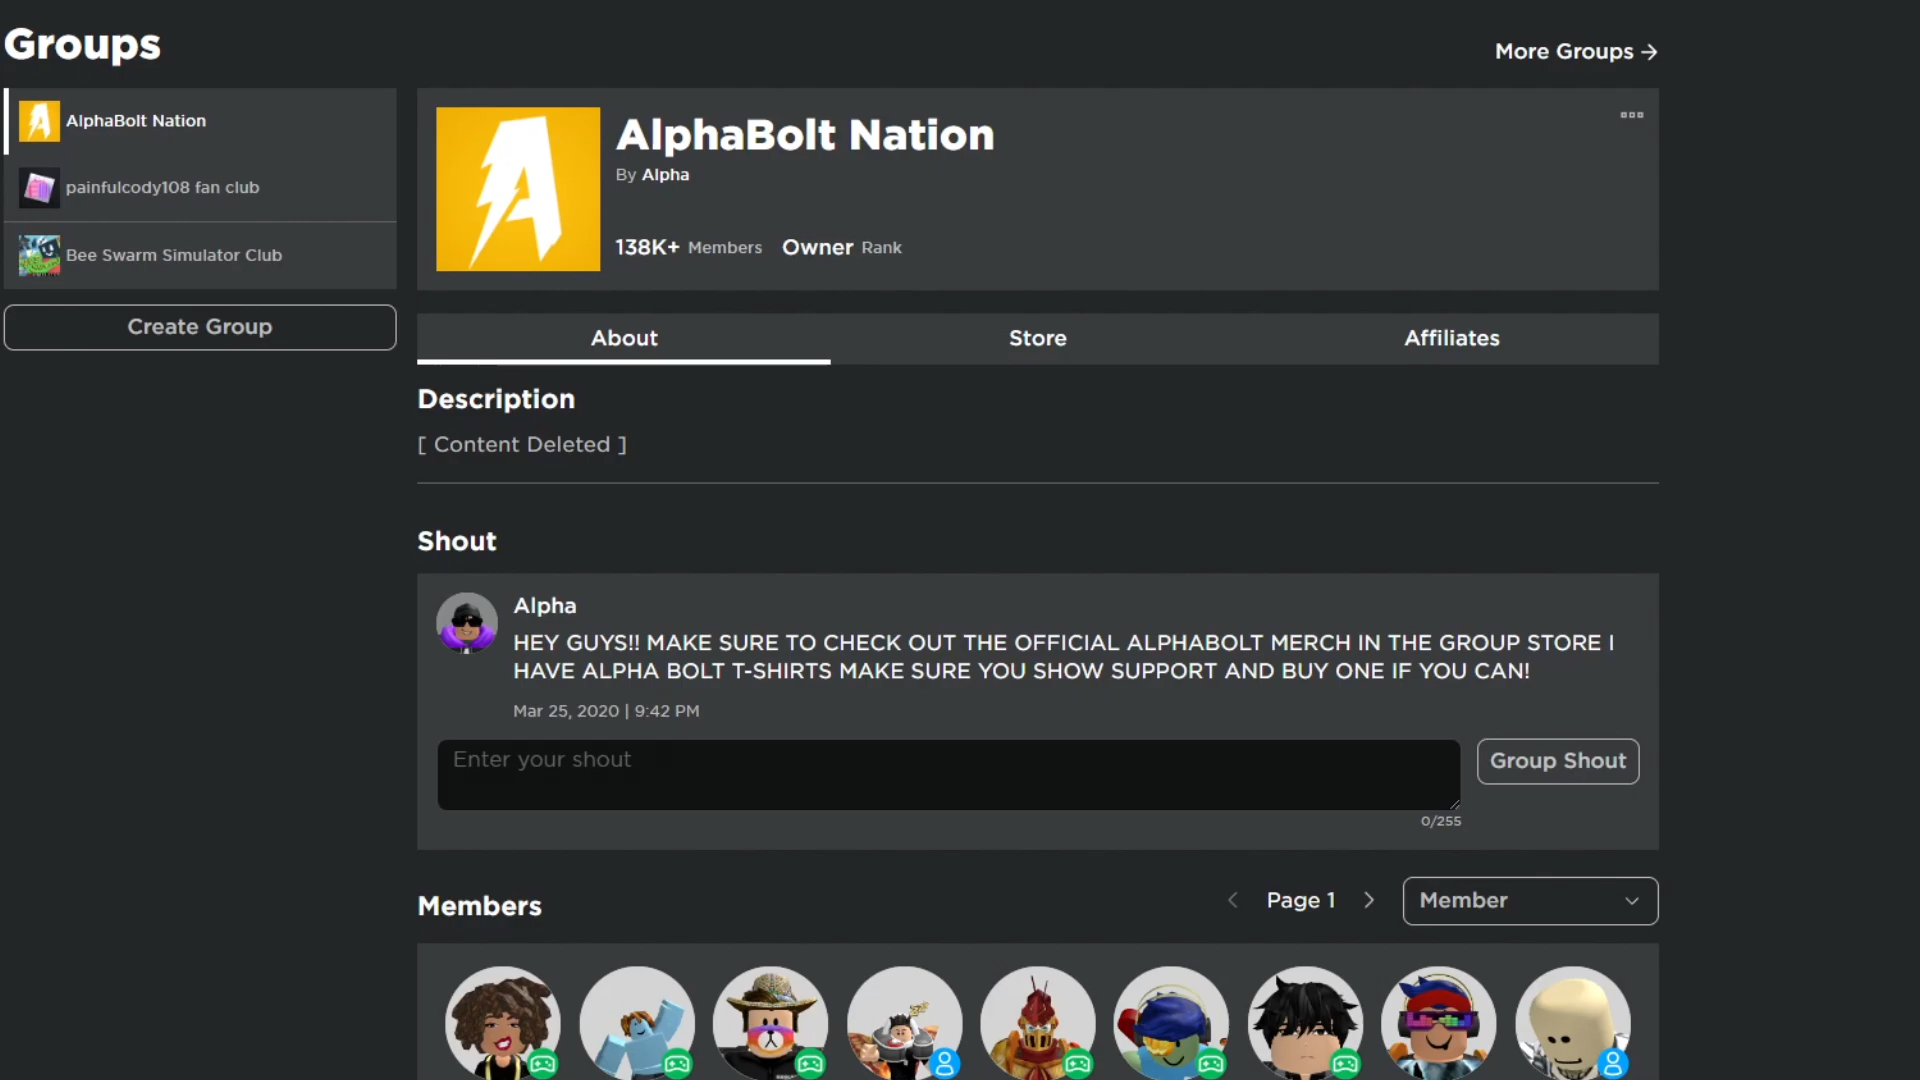 Groups
More Groups →
AlphaBolt Nation
painfulcody108 fan club
Bee Swarm Simulator Club
Create Group
AlphaBolt Nation
By Alpha
138K+ Members Owner Rank
About Store Affiliates
Description
[ Content Deleted ]
Shout
Alpha
HEY GUYS!! MAKE SURE TO CHECK OUT THE OFFICIAL ALPHABOLT MERCH IN THE GROUP STORE I
HAVE ALPHA BOLT T-SHIRTS MAKE SURE YOU SHOW SUPPORT AND BUY ONE IF YOU CAN!
Mar 25, 2020 | 9:42 PM
Enter your shout
Group Shout
0/255
Members
Page 1
Member